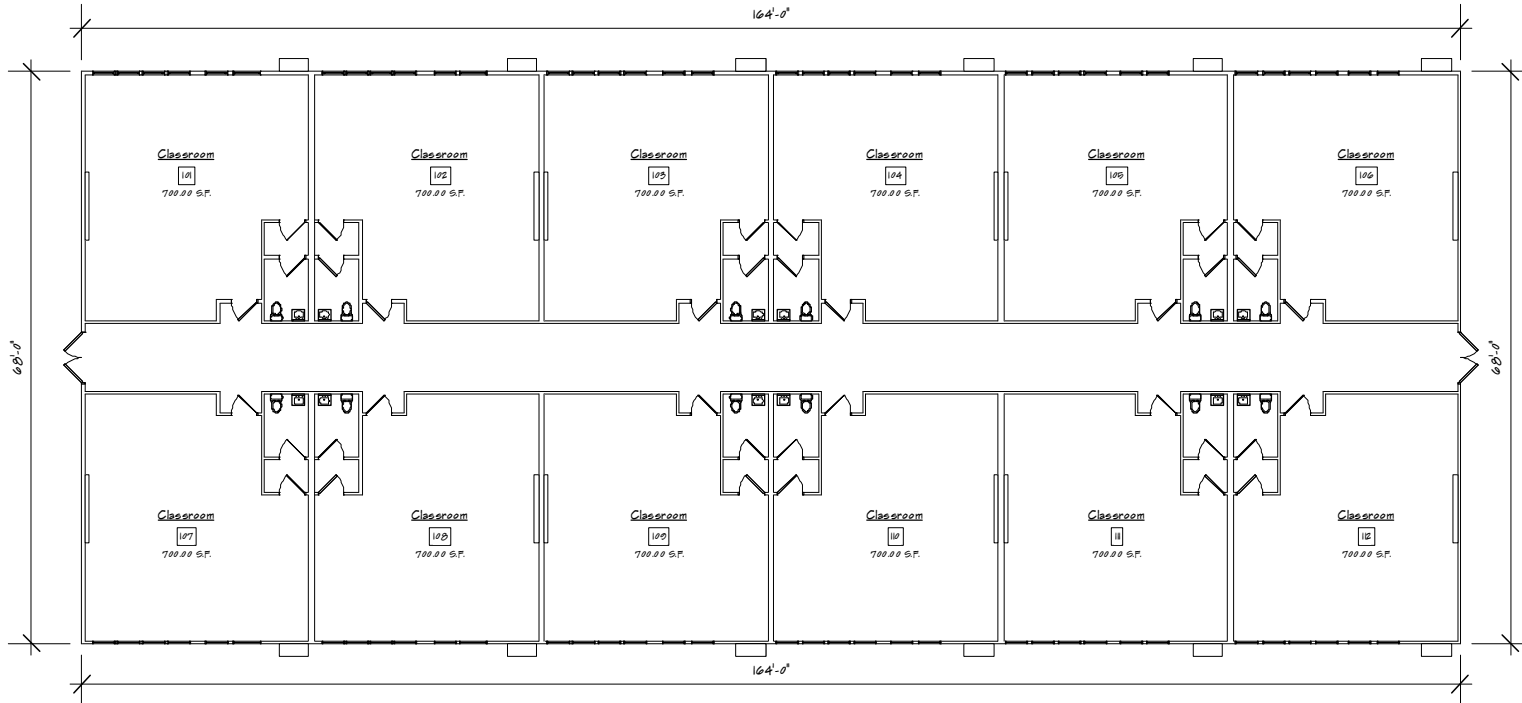 164'-0"
Classroom
101
700.00 S.F.
Classroom
102
700.00 S.F.
Classroom
103
700.00 S.F.
Classroom
104
700.00 S.F.
Classroom
105
700.00 S.F.
Classroom
106
700.00 S.F.
68'-0"
68'-0"
Classroom
107
700.00 S.F.
Classroom
108
700.00 S.F.
Classroom
109
700.00 S.F.
Classroom
110
700.00 S.F.
Classroom
111
700.00 S.F.
Classroom
112
700.00 S.F.
164'-0"